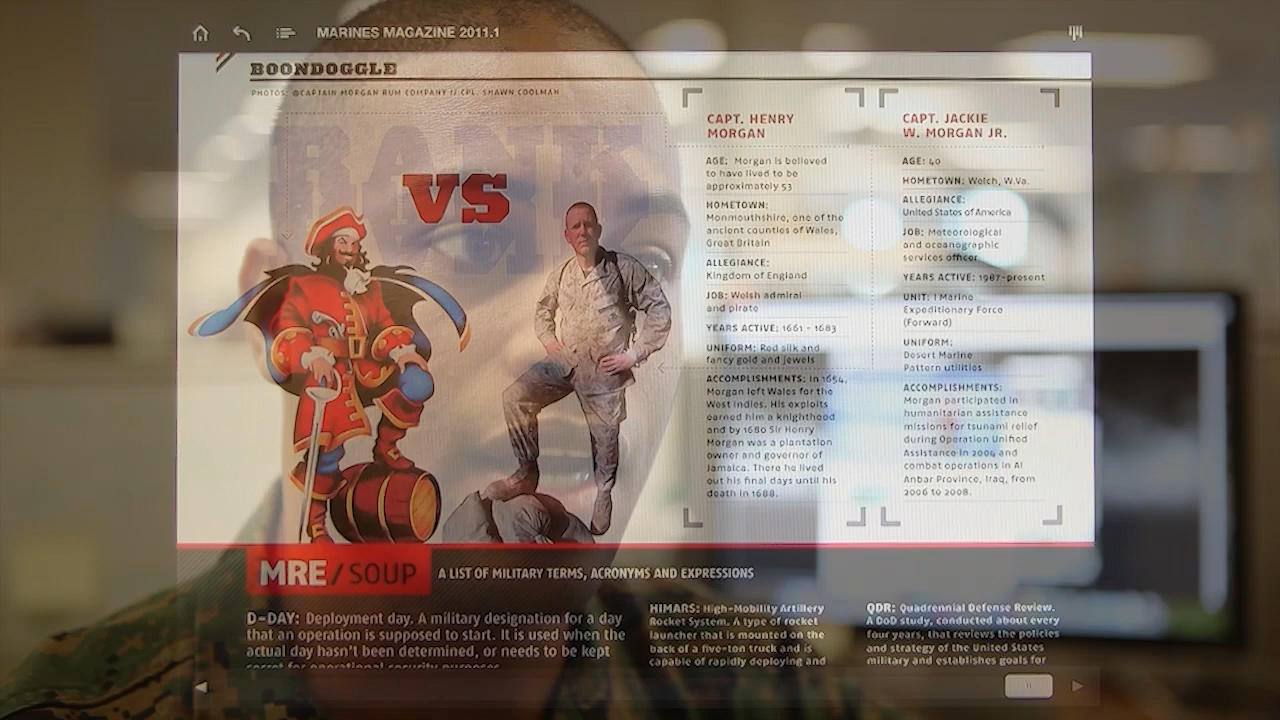 MARINES MAGAZINE 2011.1
BOONDOGGLE
PHOTOS: @CAPTAIN MORGAN RUM COMPANY // CPL. SHAWN COOLMAN
RANK
VS
CAPT. HENRY
MORGAN
AGE: Morgan is believed
to have lived to be
approximately 53
HOMETOWN:
Monmouthshire, one of the
ancient counties of Wales,
Great Britain
ALLEGIANCE:
Kingdom of England
JOB: Welsh admiral
and pirate
YEARS ACTIVE: 1661 - 1683
UNIFORM: Red silk and
fancy gold and jewels
ACCOMPLISHMENTS: In 1654,
Morgan left Wales for the
West Indies. His exploits
earned him a knighthood
and by 1680 Sir Henry
Morgan was a plantation
owner and governor of
Jamaica. There he lived
out his final days until his
death in 1688.
CAPT. JACKIE
W. MORGAN JR.
AGE: 40
HOMETOWN: Welch, W.Va.
ALLEGIANCE:
United States of America
JOB: Meteorological
and oceanographic
services officer
YEARS ACTIVE: 1987-present
UNIT: I Marine
Expeditionary Force
(Forward)
UNIFORM:
Desert Marine
Pattern utilities
ACCOMPLISHMENTS:
Morgan participated in
humanitarian assistance
missions for tsunami relief
during Operation Unified
Assistance in 2004 and
combat operations in Al
Anbar Province, Iraq, from
2006 to 2008.
MRE / SOUP A LIST OF MILITARY TERMS, ACRONYMS AND EXPRESSIONS
D-DAY: Deployment day. A military designation for a day
that an operation is supposed to start. It is used when the
actual day hasn't been determined, or needs to be kept
secret for operational security purposes.
HIMARS: High-Mobility Artillery
Rocket System. A type of rocket
launcher that is mounted on the
back of a five-ton truck and is
capable of rapidly deploying and
QDR: Quadrennial Defense Review.
A DoD study, conducted about every
four years, that reviews the policies
and strategy of the United States
military and establishes goals for